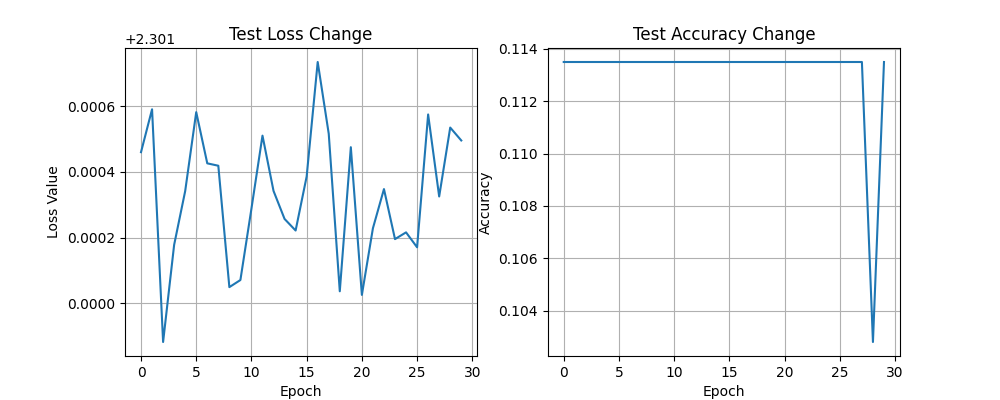 Test Loss Change
+2.301
0.0006
0.0004
0.0002
0.0000
Loss Value
0 5 10 15 20 25 30
Epoch
Test Accuracy Change
0.114
0.112
0.110
0.108
0.106
0.104
Accuracy
0 5 10 15 20 25 30
Epoch